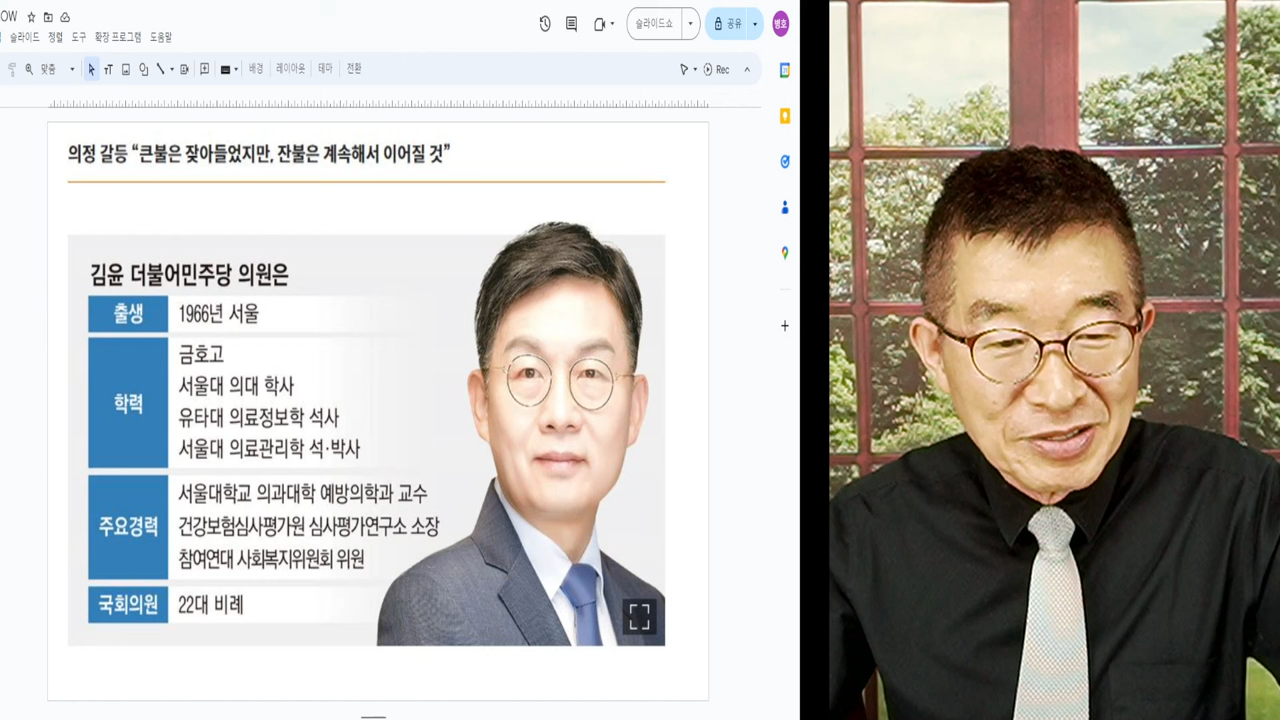 OW
슬라이드쇼
공유
병호
슬라이드 정렬 도구 확장 프로그램 도움말
맞춤
배경 레이아웃 테마 전환
Rec
의정 갈등 “큰불은 잦아들었지만, 잔불은 계속해서 이어질 것”
김윤 더불어민주당 의원은
출생 1966년 서울
학력
금호고
서울대 의대 학사
유타대 의료정보학 석사
서울대 의료관리학 석·박사
주요경력
서울대학교 의과대학 예방의학과 교수
건강보험심사평가원 심사평가연구소 소장
참여연대 사회복지위원회 위원
국회의원 22대 비례